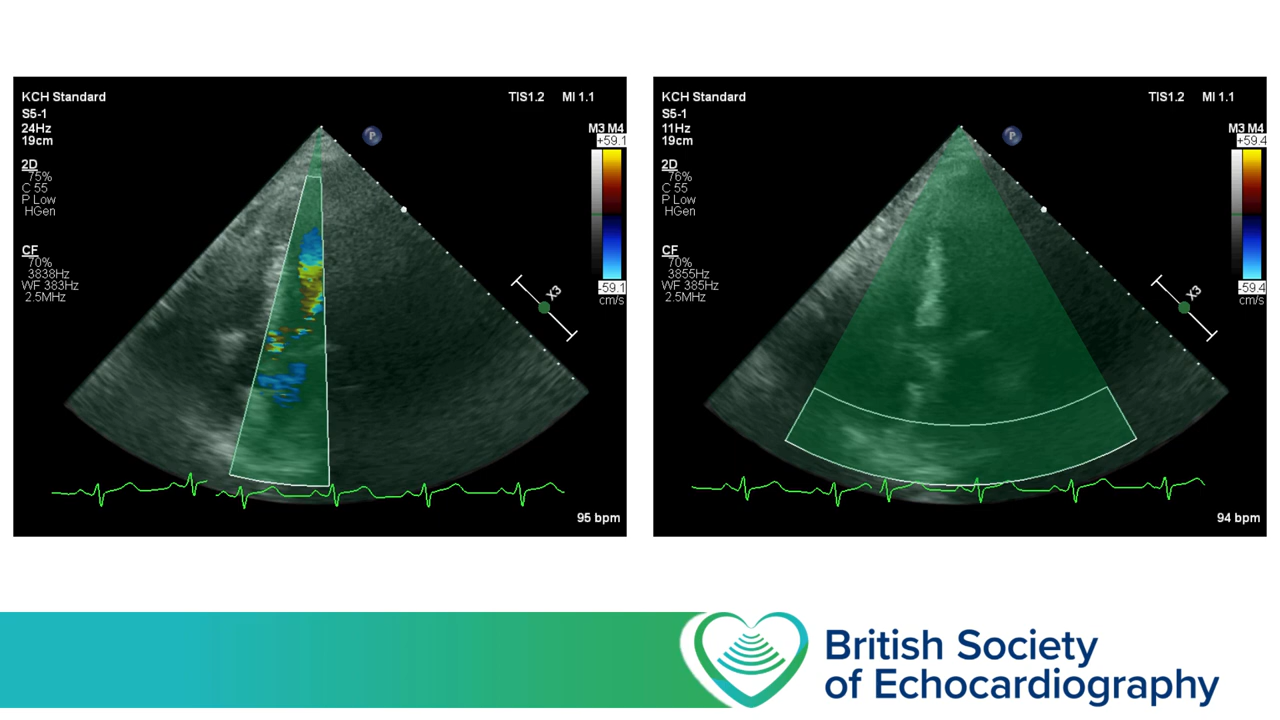 KCH Standard
TIS1.2 MI 1.1
S5-1
24Hz
19cm
M3 M4
+59.1
2D
75%
C 55
P Low
HGen
CF
70%
3838Hz
WF 383Hz
2.5MHz
-59.1
cm/s
X3
P
95 bpm
KCH Standard
TIS1.2 MI 1.1
S5-1
11Hz
19cm
M3 M4
+59.4
2D
76%
C 55
P Low
HGen
CF
70%
3855Hz
WF 385Hz
2.5MHz
-59.4
cm/s
X3
P
94 bpm
British Society
of Echocardiography